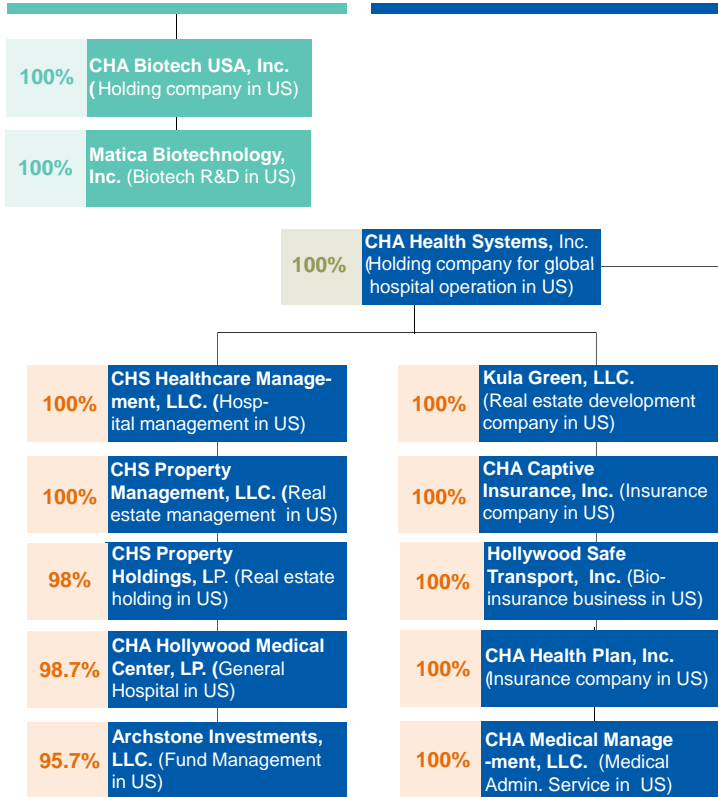 100%
CHA Biotech USA, Inc.
(Holding company in US)
100%
Matica Biotechnology,
Inc. (Biotech R&D in US)
100%
CHA Health Systems, Inc.
(Holding company for global
hospital operation in US)
100%
CHS Healthcare Manage-
ment, LLC. (Hosp-
ital management in US)
100%
CHS Property
Management, LLC. (Real
estate management in US)
98%
CHS Property
Holdings, LP. (Real estate
holding in US)
98.7%
CHA Hollywood Medical
Center, LP. (General
Hospital in US)
95.7%
Archstone Investments,
LLC. (Fund Management
in US)
100%
Kula Green, LLC.
(Real estate development
company in US)
100%
CHA Captive
Insurance, Inc. (Insurance
company in US)
100%
Hollywood Safe
Transport, Inc. (Bio-
insurance business in US)
100%
CHA Health Plan, Inc.
(Insurance company in US)
100%
CHA Medical Manage
-ment, LLC. (Medical
Admin. Service in US)